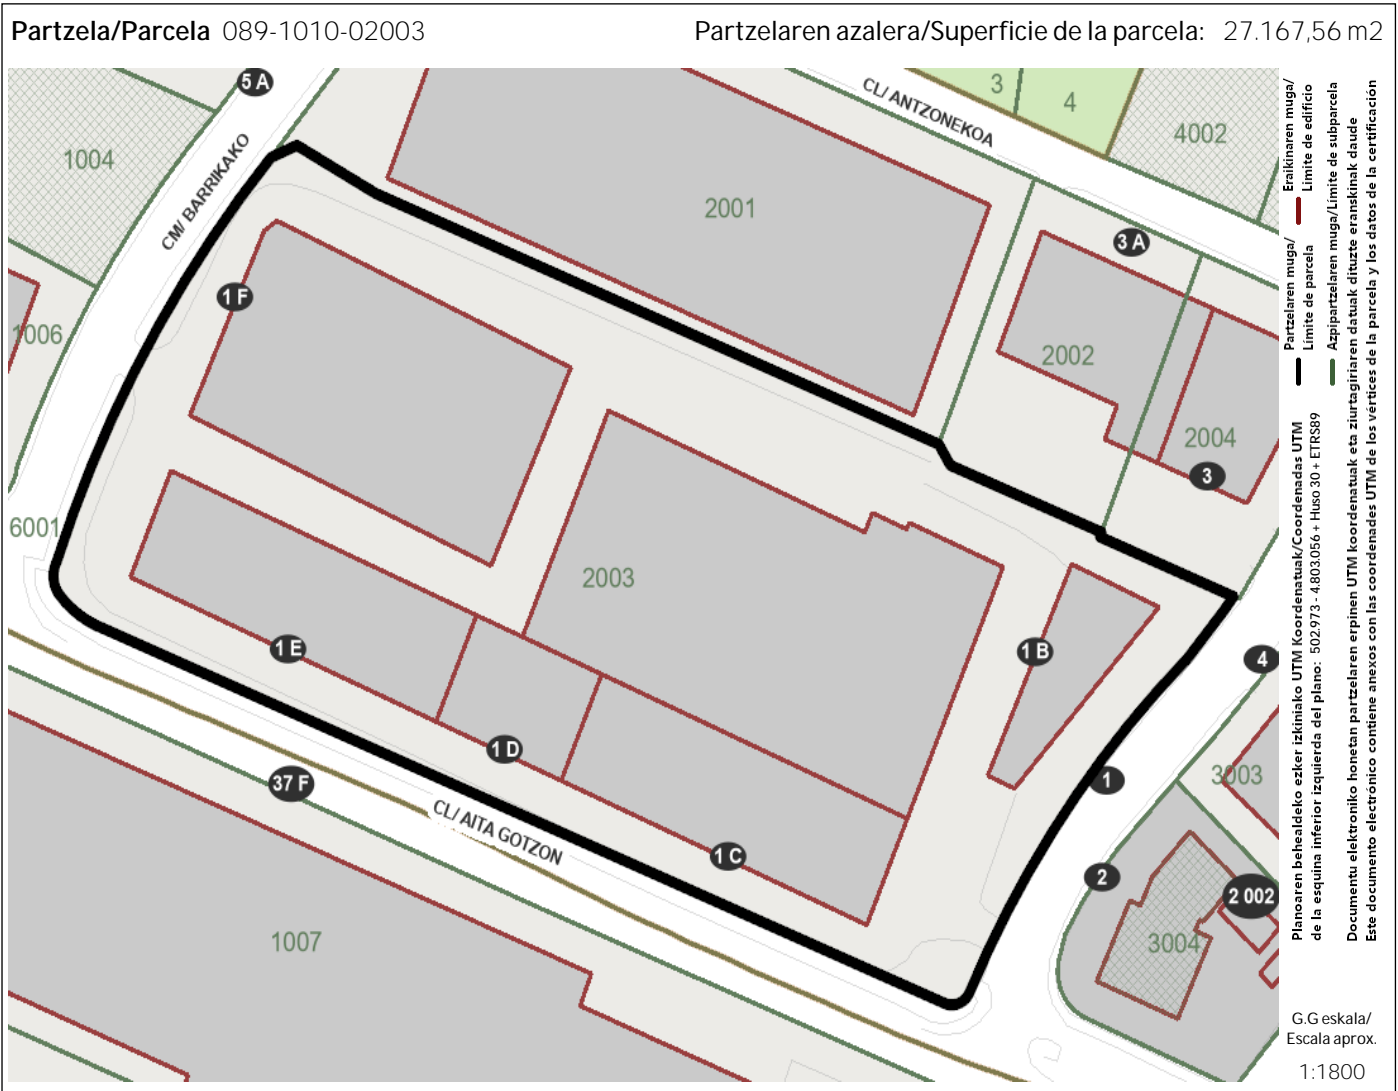 Partzela/Parcela 089-1010-02003
Partzelaren azalera/Superficie de la parcela: 27.167,56 m2
5 A
1004
CM/ BARRIKAKO
CL/ ANTZONEKOA
3
4
4002
2001
3 A
1 F
1006
2002
2004
3
6001
2003
1 E
1 B
4
1 D
1
3003
37 F
CL/ AITA GOTZON
1 C
2
2 002
1007
3004
Eraikinaren muga/
Límite de edificio
Partzelaren muga/
Límite de parcela
Azpipartzelaren muga/Límite de subparcela
Planoaren behealdeko ezker izkiniako UTM Koordenatuak/Coordenadas UTM
de la esquina inferior izquierda del plano: 502.973 - 4.803.056 + Huso 30 + ETRS89
Documentu elektroniko honetan partzelaren erpinen UTM koordenatuak eta ziurtagiriaren datuak dituzte eranskinak daude
Este documento electrónico contiene anexos con las coordenades UTM de los vértices de la parcela y los datos de la certificación
G.G eskala/
Escala aprox.
1:1800